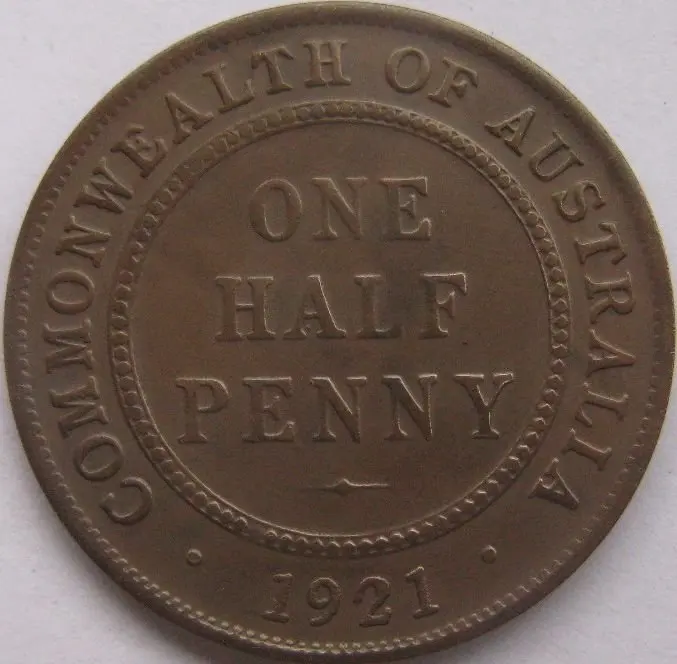 COMMONWEALTH OF AUSTRALIA
ONE
HALF
PENNY
1921